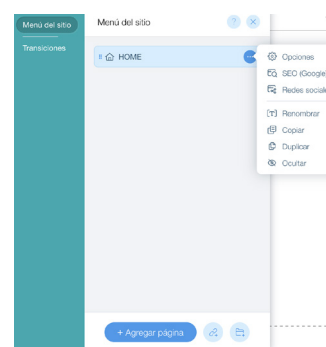 Menú del sitio
Transiciones
Menú del sitio
?
HOME
Opciones
SEO (Google)
Redes sociale
[T] Renombrar
Copiar
Duplicar
Ocultar
+ Agregar página